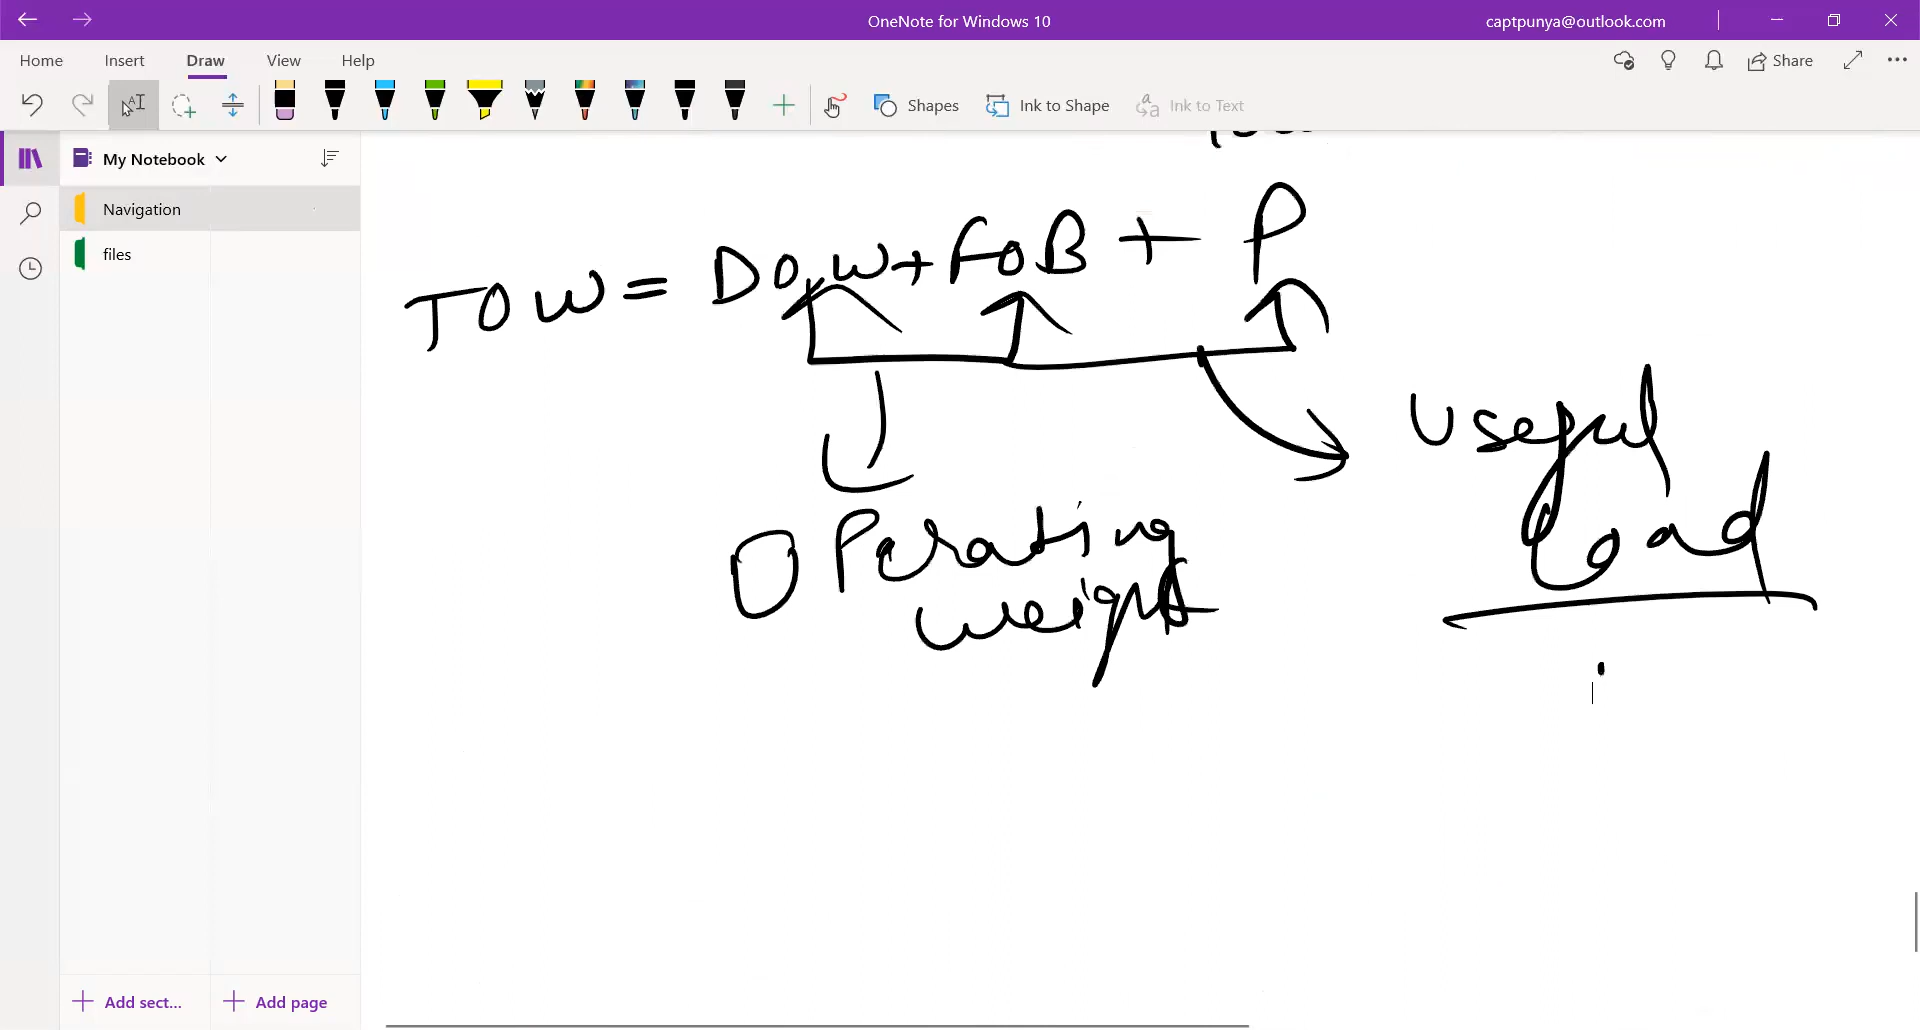 OneNote for Windows 10
captpunya@outlook.com
Home Insert Draw View Help
Share
Shapes Ink to Shape Ink to Text
My Notebook
Navigation
files
TOW = DOW + FOB + P
Useful
load
Operating
weight
Add sect... Add page